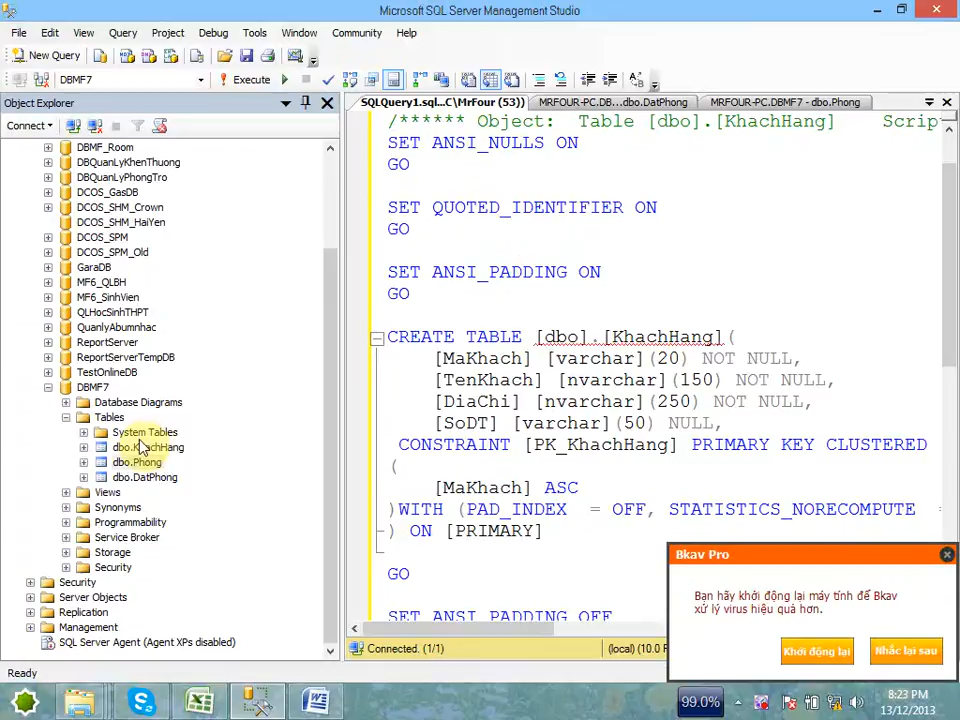 Microsoft SQL Server Management Studio
File Edit View Query Project Debug Tools Window Community Help
New Query
DBMF7 Execute
Object Explorer
SQLQuery1.sql...C\MrFour (53)) MRFOUR-PC.DB...dbo.DatPhong MRFOUR-PC.DBMF7 - dbo.Phong
Connect
DBMF_Room
DBQuanLyKhenThuong
DBQuanLyPhongTro
DCOS_GasDB
DCOS_SHM_Crown
DCOS_SHM_HaiYen
DCOS_SPM
DCOS_SPM_Old
GaraDB
MF6_QLBH
MF6_SinhVien
QLHocSinhTHPT
QuanlyAbumnhac
ReportServer
ReportServerTempDB
TestOnlineDB
DBMF7
Database Diagrams
Tables
System Tables
dbo.KhachHang
dbo.Phong
dbo.DatPhong
Views
Synonyms
Programmability
Service Broker
Storage
Security
Security
Server Objects
Replication
Management
SQL Server Agent (Agent XPs disabled)
/****** Object: Table [dbo].[KhachHang] Scrip
SET ANSI_NULLS ON
GO
SET QUOTED_IDENTIFIER ON
GO
SET ANSI_PADDING ON
GO
CREATE TABLE [dbo].[KhachHang](
[MaKhach] [varchar](20) NOT NULL,
[TenKhach] [nvarchar](150) NOT NULL,
[DiaChi] [nvarchar](250) NOT NULL,
[SoDT] [varchar](50) NULL,
CONSTRAINT [PK_KhachHang] PRIMARY KEY CLUSTERED
(
[MaKhach] ASC
)WITH (PAD_INDEX = OFF, STATISTICS_NORECOMPUTE =
) ON [PRIMARY]
GO
SET ANSI_PADDING OFF
Connected. (1/1) (local) (10.0 R
Bkav Pro
Bạn hãy khởi động lại máy tính để Bkav
xử lý virus hiệu quả hơn.
Khởi động lại Nhắc lại sau
Ready
99.0%
8:23 PM
13/12/2013